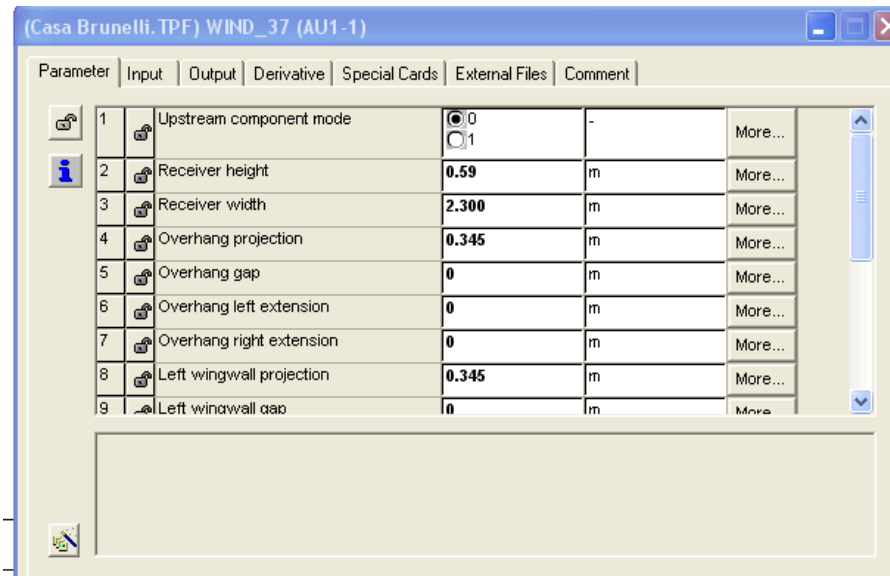 (Casa Brunelli.TPF) WIND_37 (AU1-1)
Parameter Input Output Derivative Special Cards External Files Comment
1 Upstream component mode 0 - More...
1
2 Receiver height 0.59 m More...
3 Receiver width 2.300 m More...
4 Overhang projection 0.345 m More...
5 Overhang gap 0 m More...
6 Overhang left extension 0 m More...
7 Overhang right extension 0 m More...
8 Left wingwall projection 0.345 m More...
9 Left wingwall gap 0 m More...